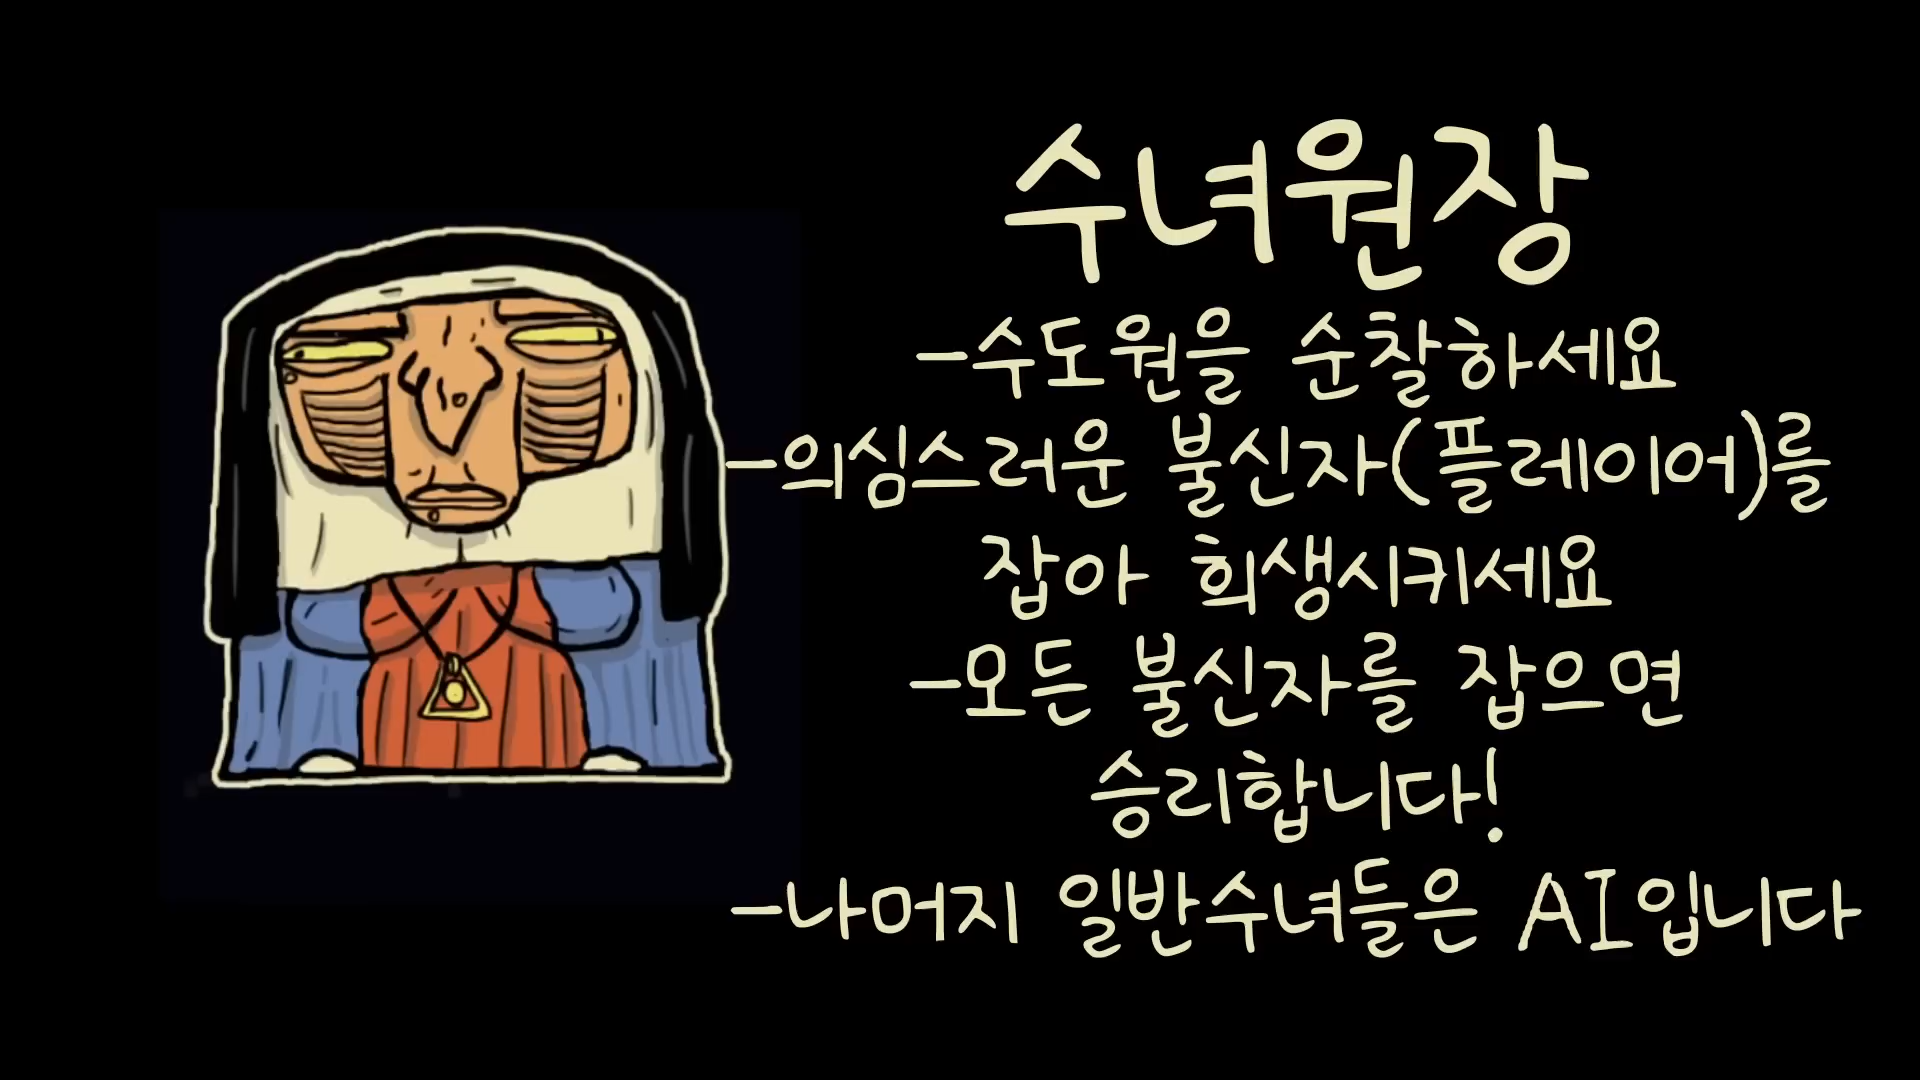 수녀원장
-수도원을 순찰하세요
-의심스러운 불신자(플레이어)를
잡아 희생시키세요
-모든 불신자를 잡으면
승리합니다!
-나머지 일반수녀들은 AI입니다